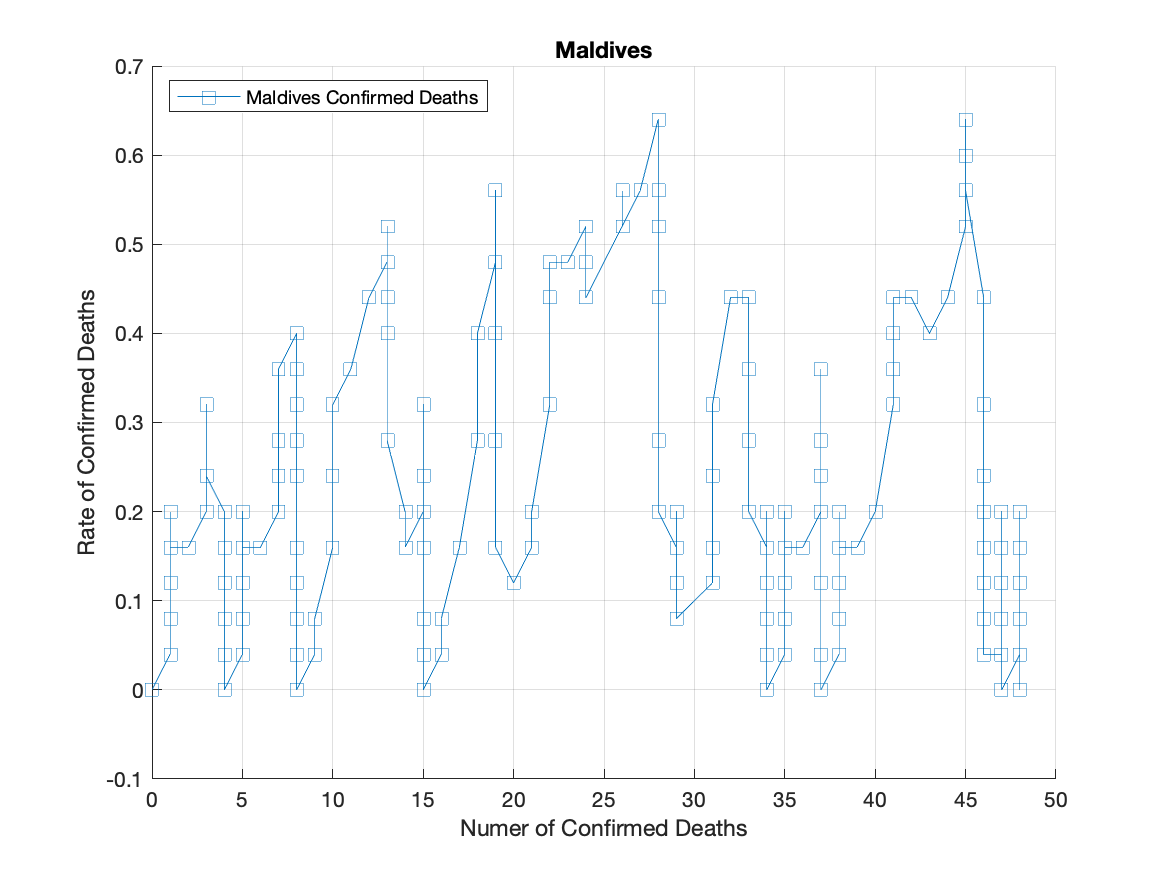 Maldives
Maldives Confirmed Deaths
Rate of Confirmed Deaths
0.7
0.6
0.5
0.4
0.3
0.2
0.1
0
-0.1
0 5 10 15 20 25 30 35 40 45 50
Numer of Confirmed Deaths